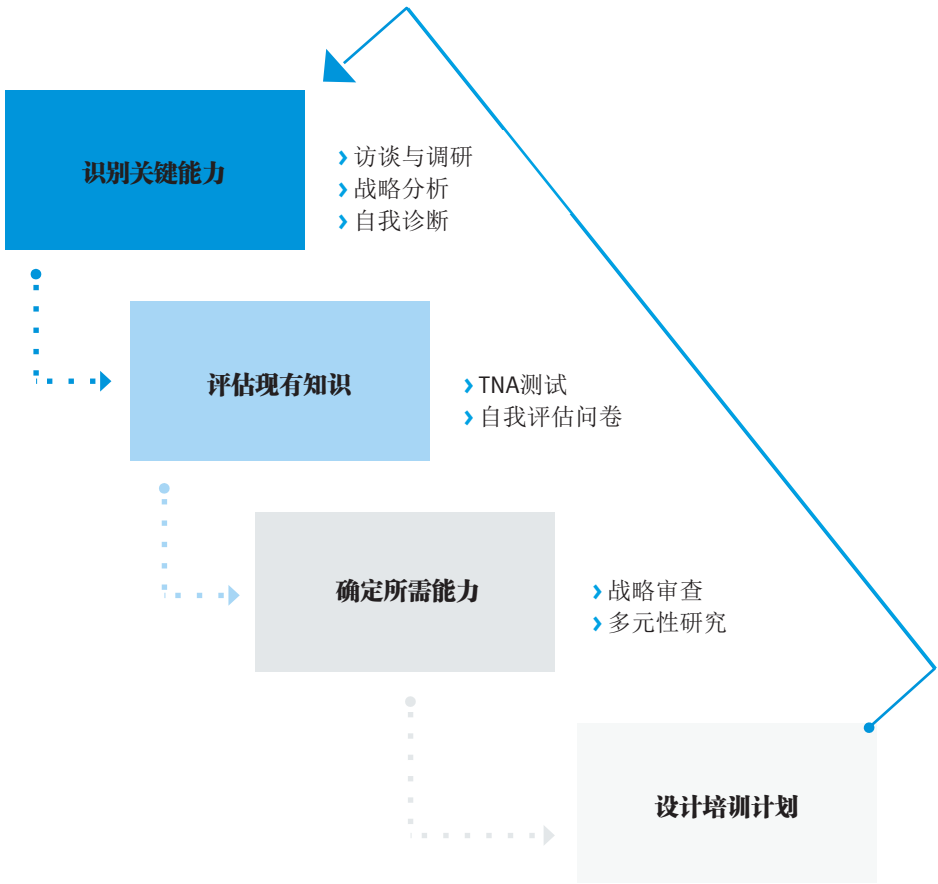 识别关键能力
访谈与调研
战略分析
自我诊断
评估现有知识
TNA测试
自我评估问卷
确定所需能力
战略审查
多元性研究
设计培训计划